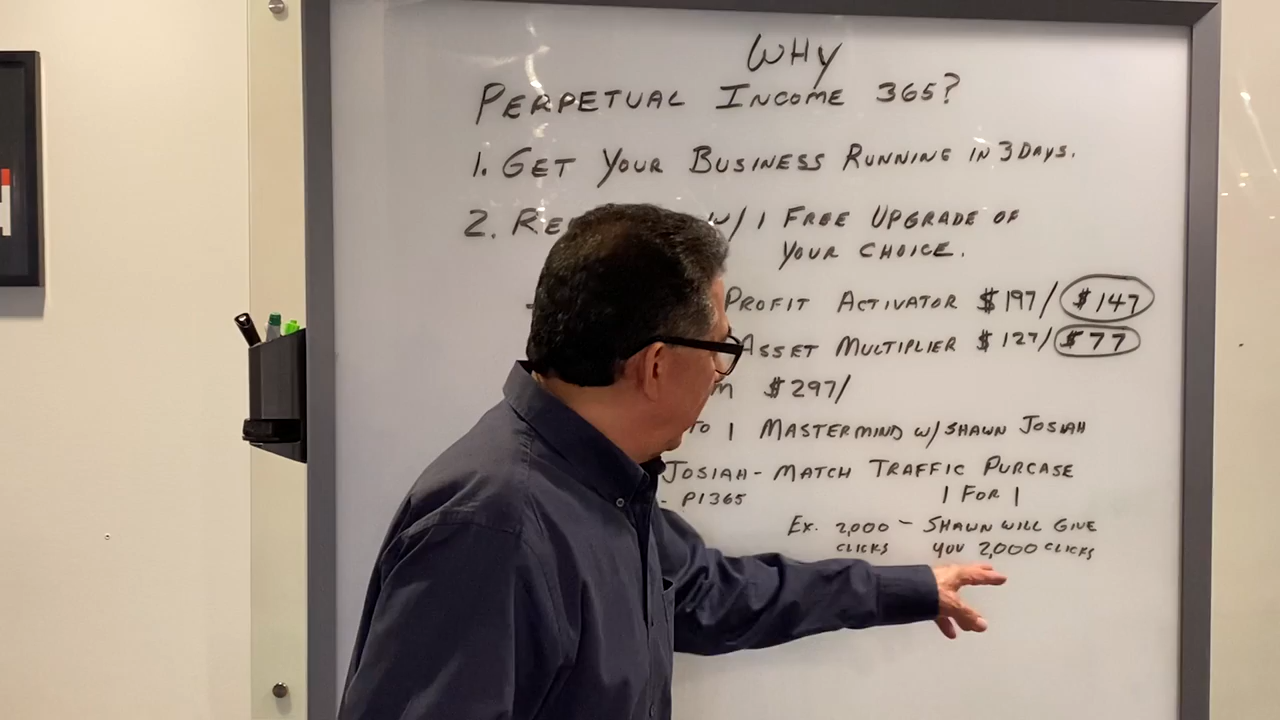 WHY
PERPETUAL INCOME 365?
1. GET YOUR BUSINESS RUNNING IN 3 DAYS.
2. W/ 1 FREE UPGRADE OF
YOUR CHOICE.
PROFIT ACTIVATOR $197/ $147
ASSET MULTIPLIER $127/ $77
$297/
TO 1 MASTERMIND W/ SHAWN JOSIAH
JOSIAH - MATCH TRAFFIC PURCASE
- PI365 1 FOR 1
EX. 2,000 - SHAWN WILL GIVE
CLICKS YOU 2,000 CLICKS